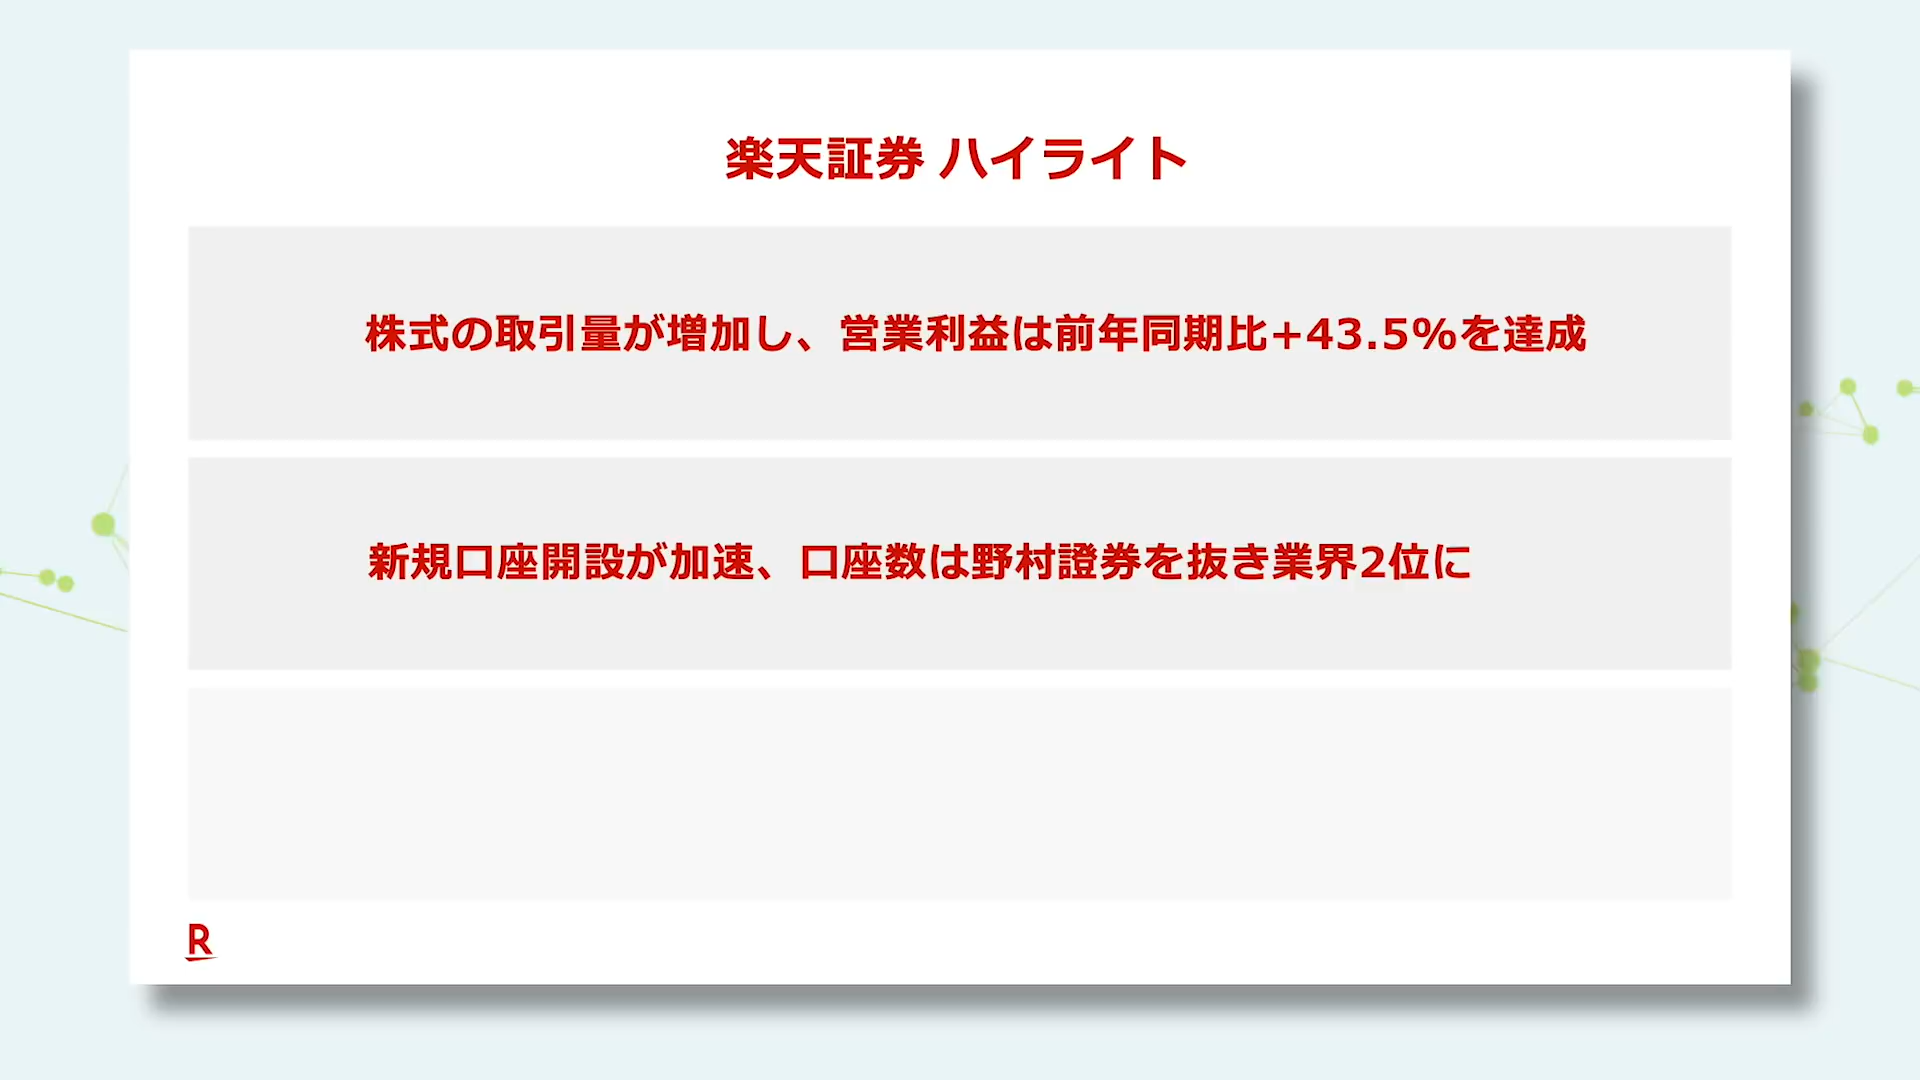 楽天証券 ハイライト
株式の取引量が増加し、営業利益は前年同期比+43.5%を達成
新規口座開設が加速、口座数は野村證券を抜き業界2位に
R